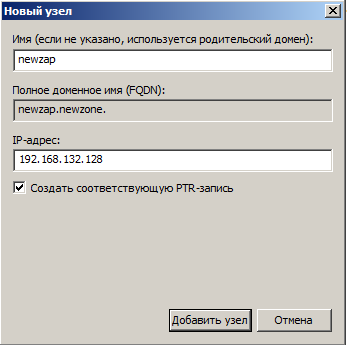 Новый узел
Имя (если не указано, используется родительский домен):
newzap
Полное доменное имя (FQDN):
newzap.newzone.
IP-адрес:
192.168.132.128
Создать соответствующую PTR-запись
Добавить узел
Отмена